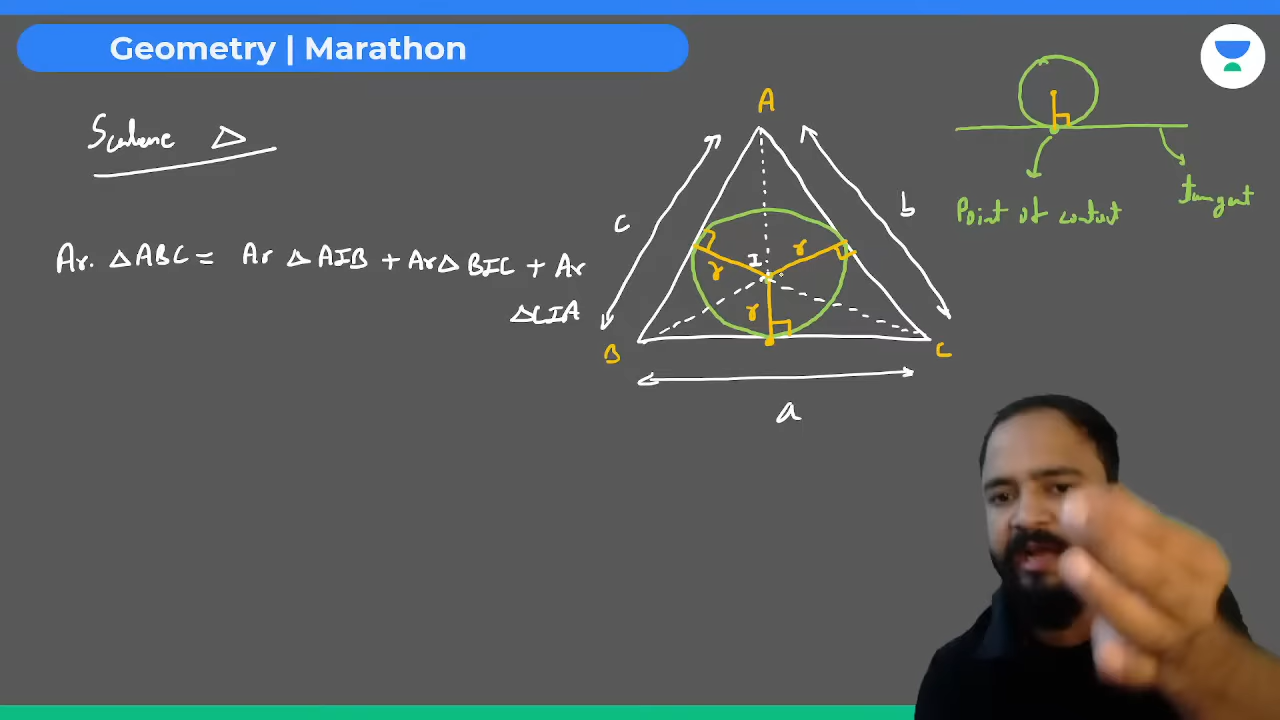 Geometry | Marathon
Scalene △
Ar. △ABC = Ar △AIB + Ar△BIC + Ar
△CIA
A
c
b
I
r
r
r
B
C
a
Point of contact
tangent